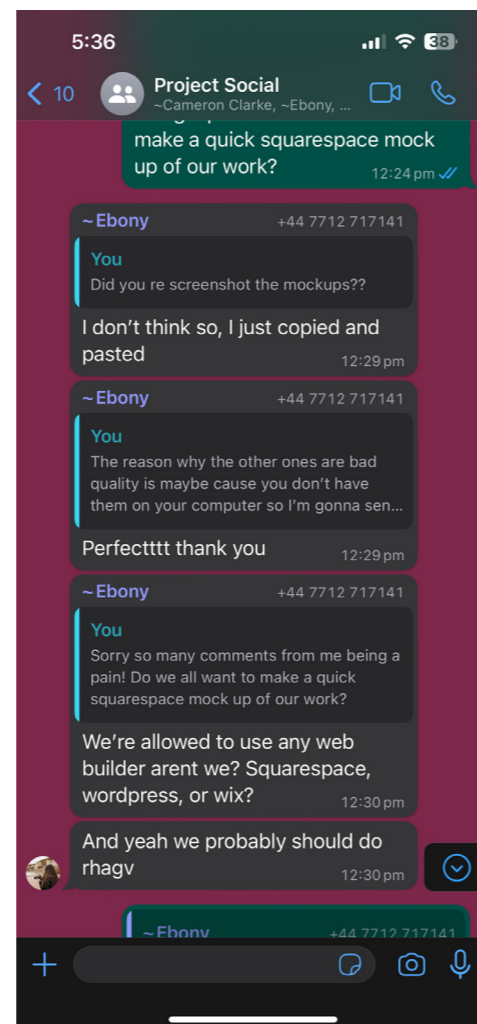 5:36
38
10
Project Social
~Cameron Clarke, ~Ebony, ...
make a quick squarespace mock
up of our work?
12:24 pm
~Ebony +44 7712 717141
You
Did you re screenshot the mockups??
I don't think so, I just copied and
pasted
12:29 pm
~Ebony +44 7712 717141
You
The reason why the other ones are bad
quality is maybe cause you don't have
them on your computer so I'm gonna sen...
Perfectttt thank you
12:29 pm
~Ebony +44 7712 717141
You
Sorry so many comments from me being a
pain! Do we all want to make a quick
squarespace mock up of our work?
We're allowed to use any web
builder arent we? Squarespace,
wordpress, or wix?
12:30 pm
And yeah we probably should do
rhagv
12:30 pm
~Ebony +44 7712 717141